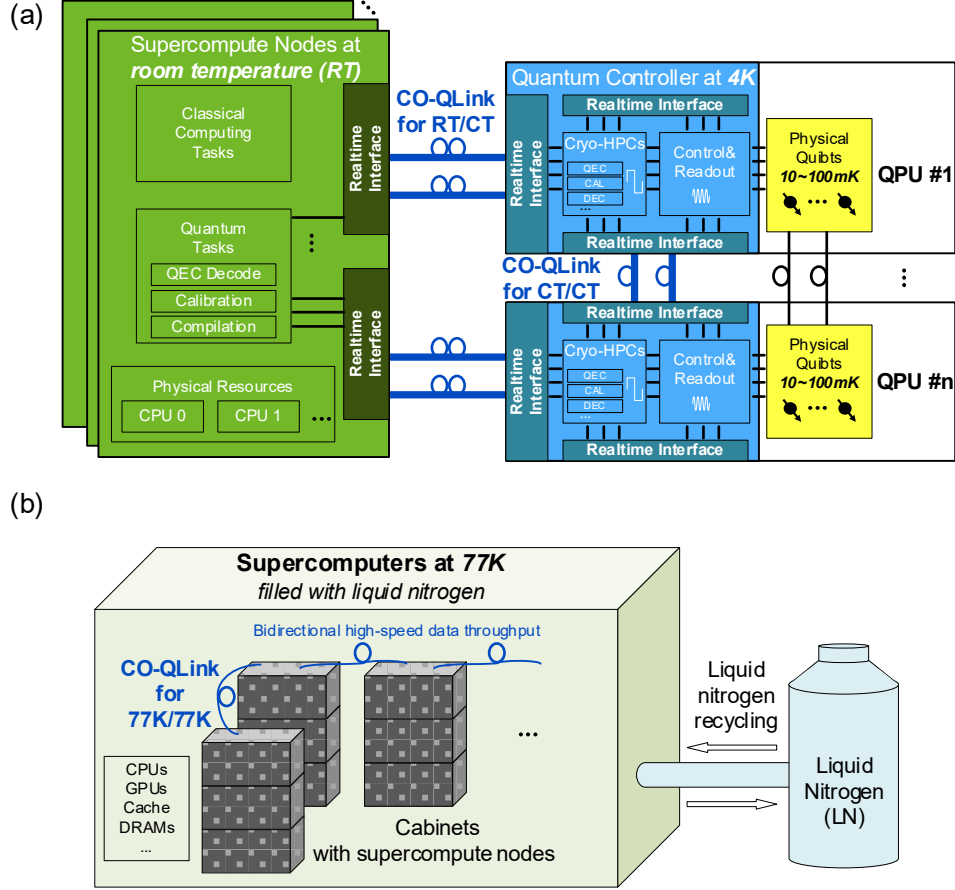 (a)
Supercompute Nodes at
room temperature (RT)
Classical
Computing
Tasks
Quantum
Tasks
QEC Decode
Calibration
Compilation
Physical Resources
CPU 0
CPU 1
...
Realtime
Interface
Realtime
Interface
CO-QLink
for RT/CT
Quantum Controller at 4K
Realtime Interface
Realtime
Interface
Cryo-HPCs
QEC
CAL
DEC
...
Control&
Readout
Realtime Interface
Physical
Quibts
10~100mK
...
QPU #1
CO-QLink
for CT/CT
Realtime Interface
Realtime
Interface
Cryo-HPCs
QEC
CAL
DEC
...
Control&
Readout
Realtime Interface
Physical
Quibts
10~100mK
...
QPU #n
(b)
Supercomputers at 77K
filled with liquid nitrogen
Bidirectional high-speed data throughput
CO-QLink
for
77K/77K
CPUs
GPUs
Cache
DRAMs
...
...
Cabinets
with supercompute nodes
Liquid
nitrogen
recycling
Liquid
Nitrogen
(LN)